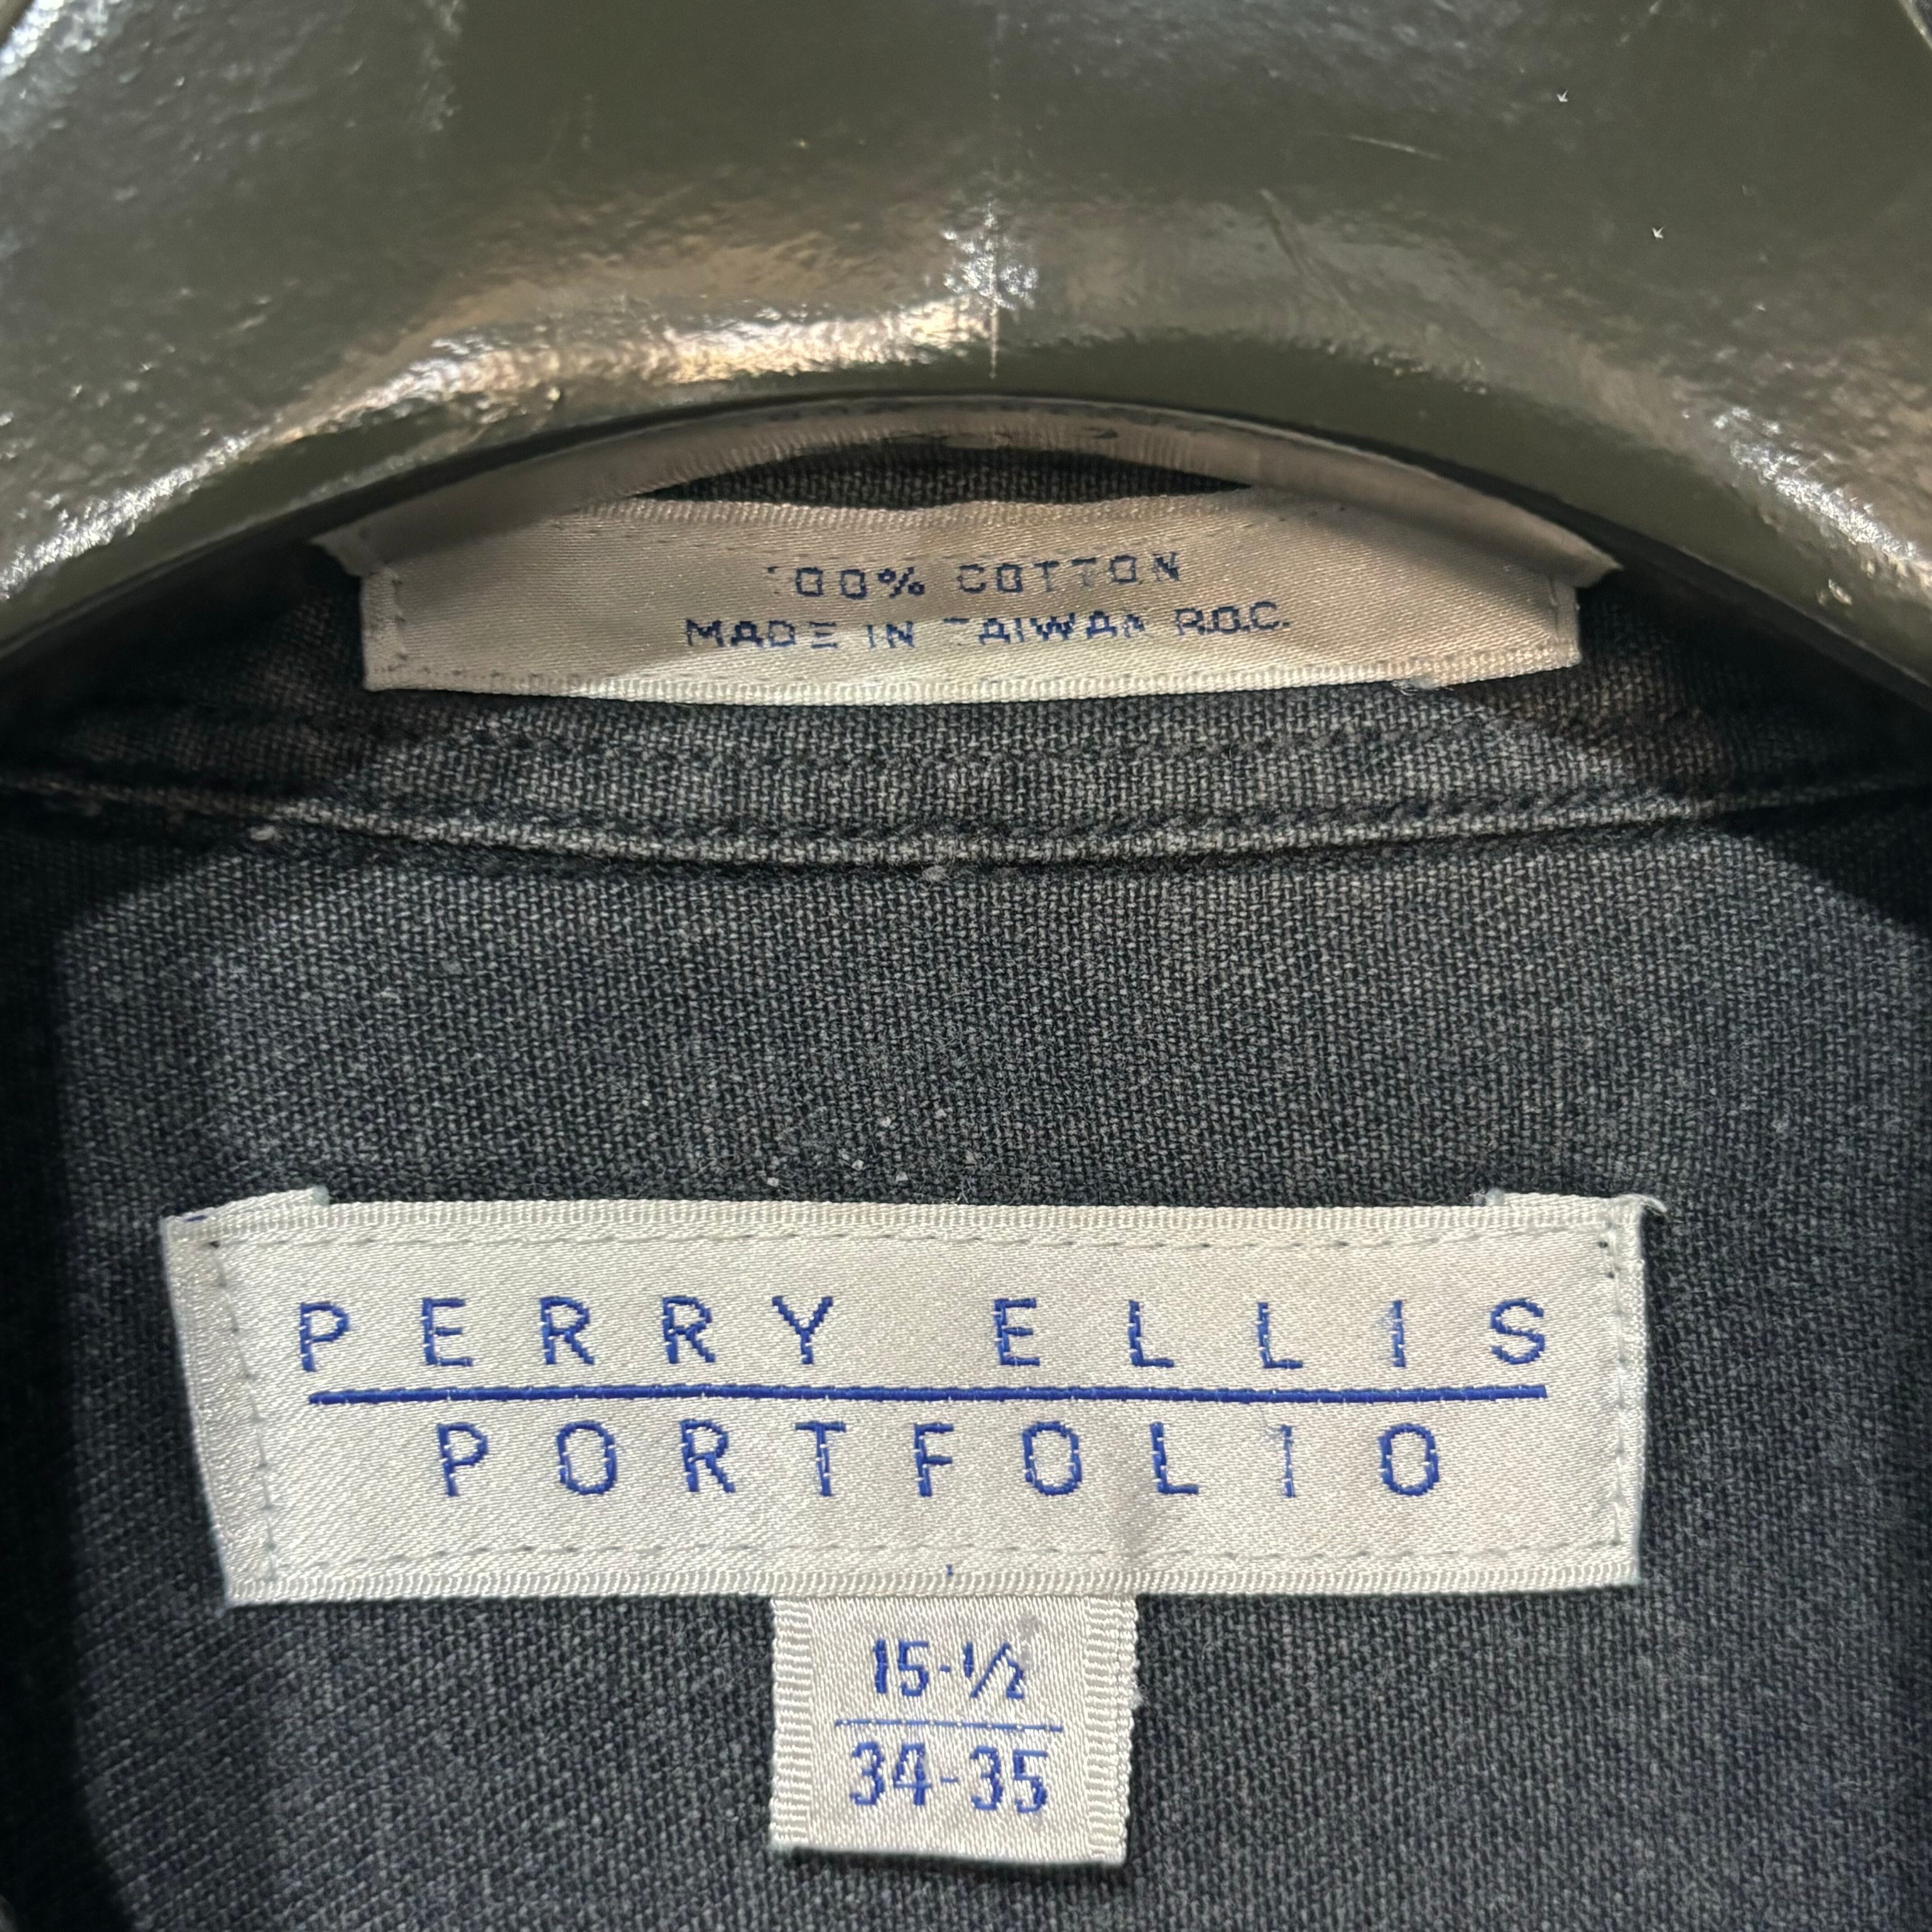 100% COTTON
MADE IN TAIWAN R.O.C.
PERRY ELLIS
PORTFOLIO
15-1/2
34-35